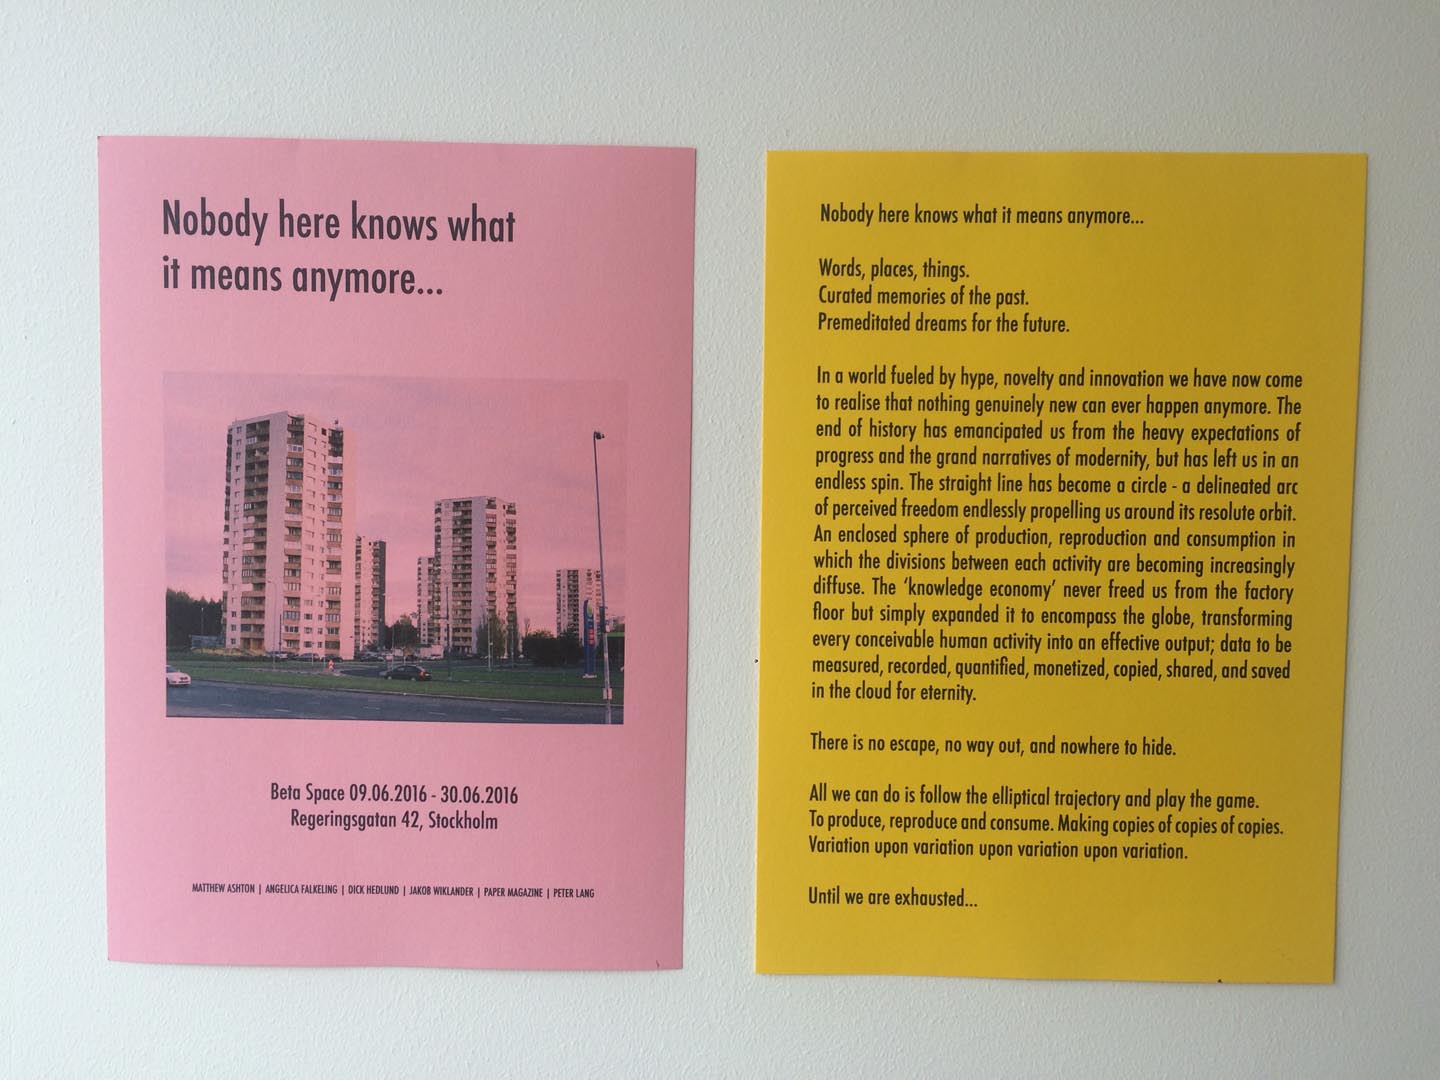 Nobody here knows what
it means anymore...
Beta Space 09.06.2016 - 30.06.2016
Regeringsgatan 42, Stockholm
MATTHEW ASHTON | ANGELICA FALKELING | DICK HEDLUND | JAKOB WIKLANDER | PAPER MAGAZINE | PETER LANG
Nobody here knows what it means anymore...
Words, places, things.
Curated memories of the past.
Premeditated dreams for the future.
In a world fueled by hype, novelty and innovation we have now come
to realise that nothing genuinely new can ever happen anymore. The
end of history has emancipated us from the heavy expectations of
progress and the grand narratives of modernity, but has left us in an
endless spin. The straight line has become a circle - a delineated arc
of perceived freedom endlessly propelling us around its resolute orbit.
An enclosed sphere of production, reproduction and consumption in
which the divisions between each activity are becoming increasingly
diffuse. The ‘knowledge economy’ never freed us from the factory
floor but simply expanded it to encompass the globe, transforming
every conceivable human activity into an effective output; data to be
measured, recorded, quantified, monetized, copied, shared, and saved
in the cloud for eternity.
There is no escape, no way out, and nowhere to hide.
All we can do is follow the elliptical trajectory and play the game.
To produce, reproduce and consume. Making copies of copies of copies.
Variation upon variation upon variation upon variation.
Until we are exhausted...